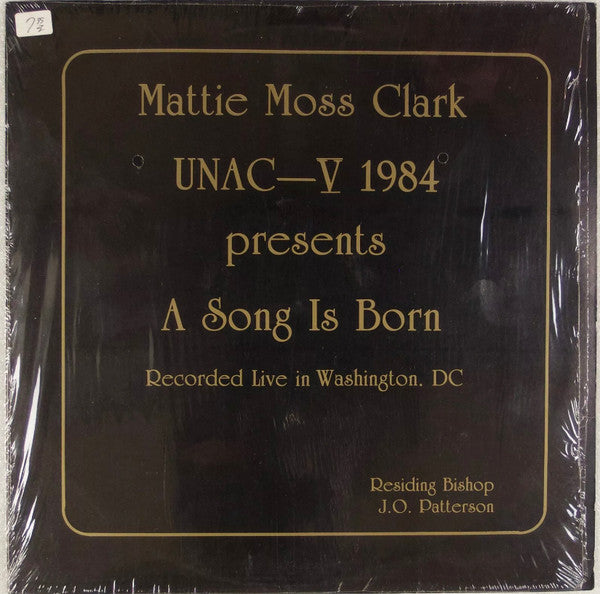 Mattie Moss Clark
UNAC—V 1984
presents
A Song Is Born
Recorded Live in Washington. DC
Residing Bishop
J.O. Patterson